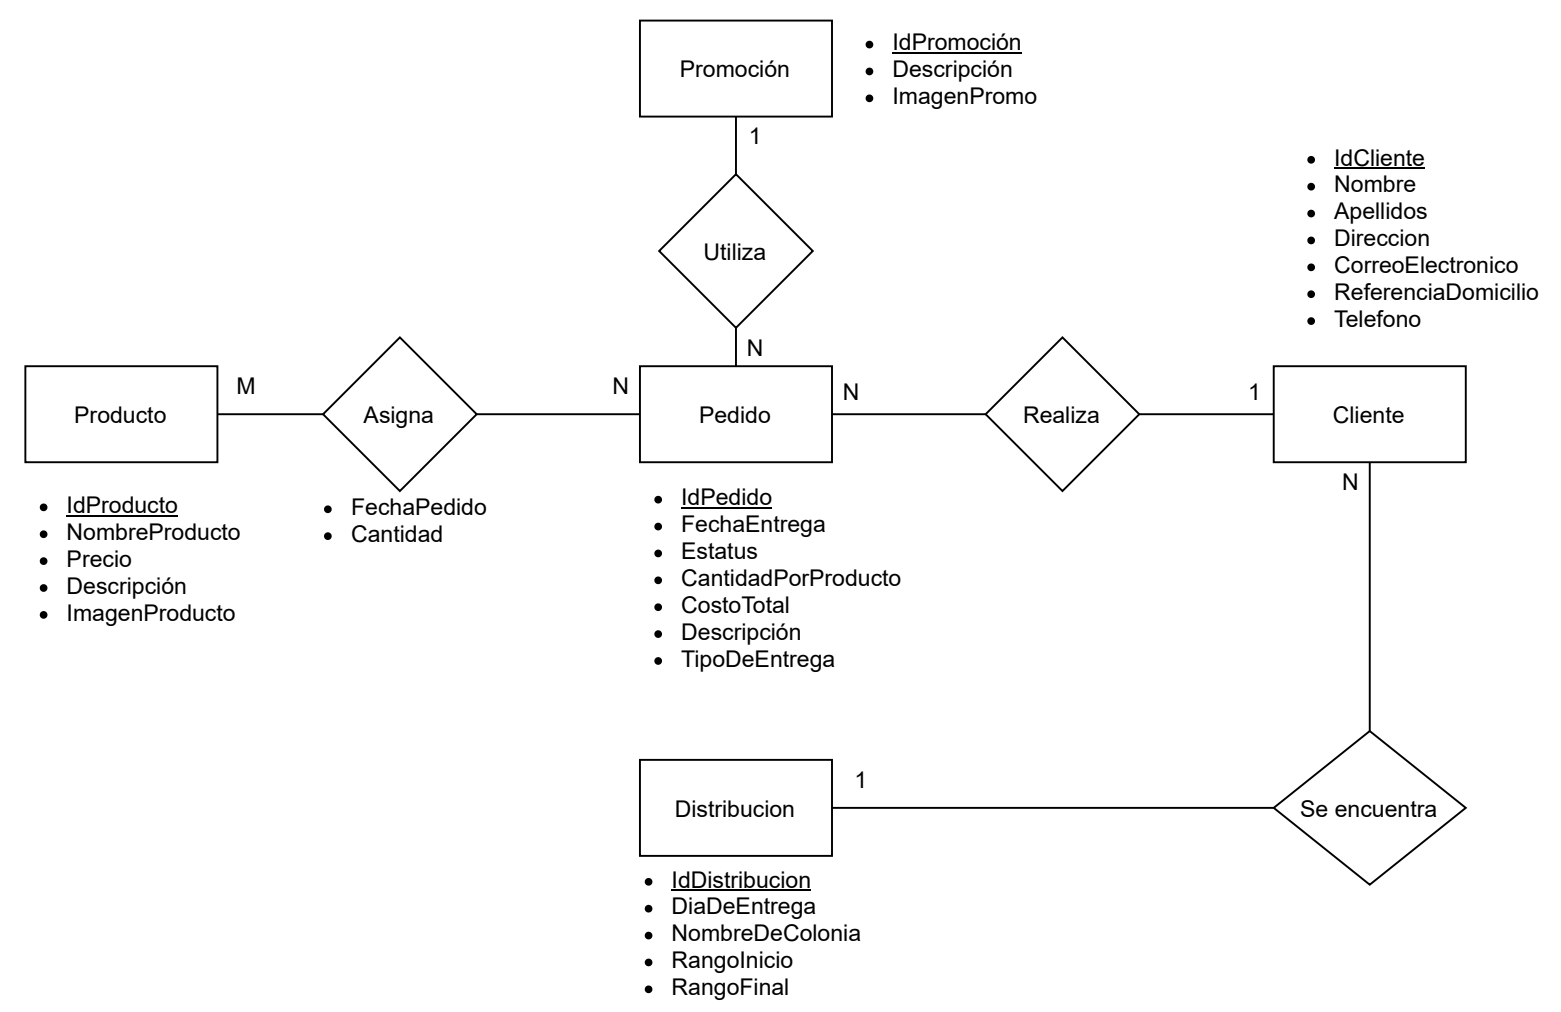 Promoción
IdPromoción
Descripción
ImagenPromo
1
Utiliza
N
IdCliente
Nombre
Apellidos
Direccion
CorreoElectronico
ReferenciaDomicilio
Telefono
Producto
M
Asigna
N
Pedido
N
Realiza
1
Cliente
N
IdProducto
NombreProducto
Precio
Descripción
ImagenProducto
FechaPedido
Cantidad
IdPedido
FechaEntrega
Estatus
CantidadPorProducto
CostoTotal
Descripción
TipoDeEntrega
Distribucion
1
Se encuentra
IdDistribucion
DiaDeEntrega
NombreDeColonia
RangoInicio
RangoFinal